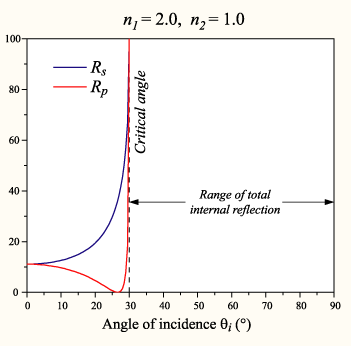 n1 = 2.0, n2 = 1.0
100
80
60
40
20
0
Rs
Rp
Critical angle
Range of total
internal reflection
0 10 20 30 40 50 60 70 80 90
Angle of incidence θi (°)